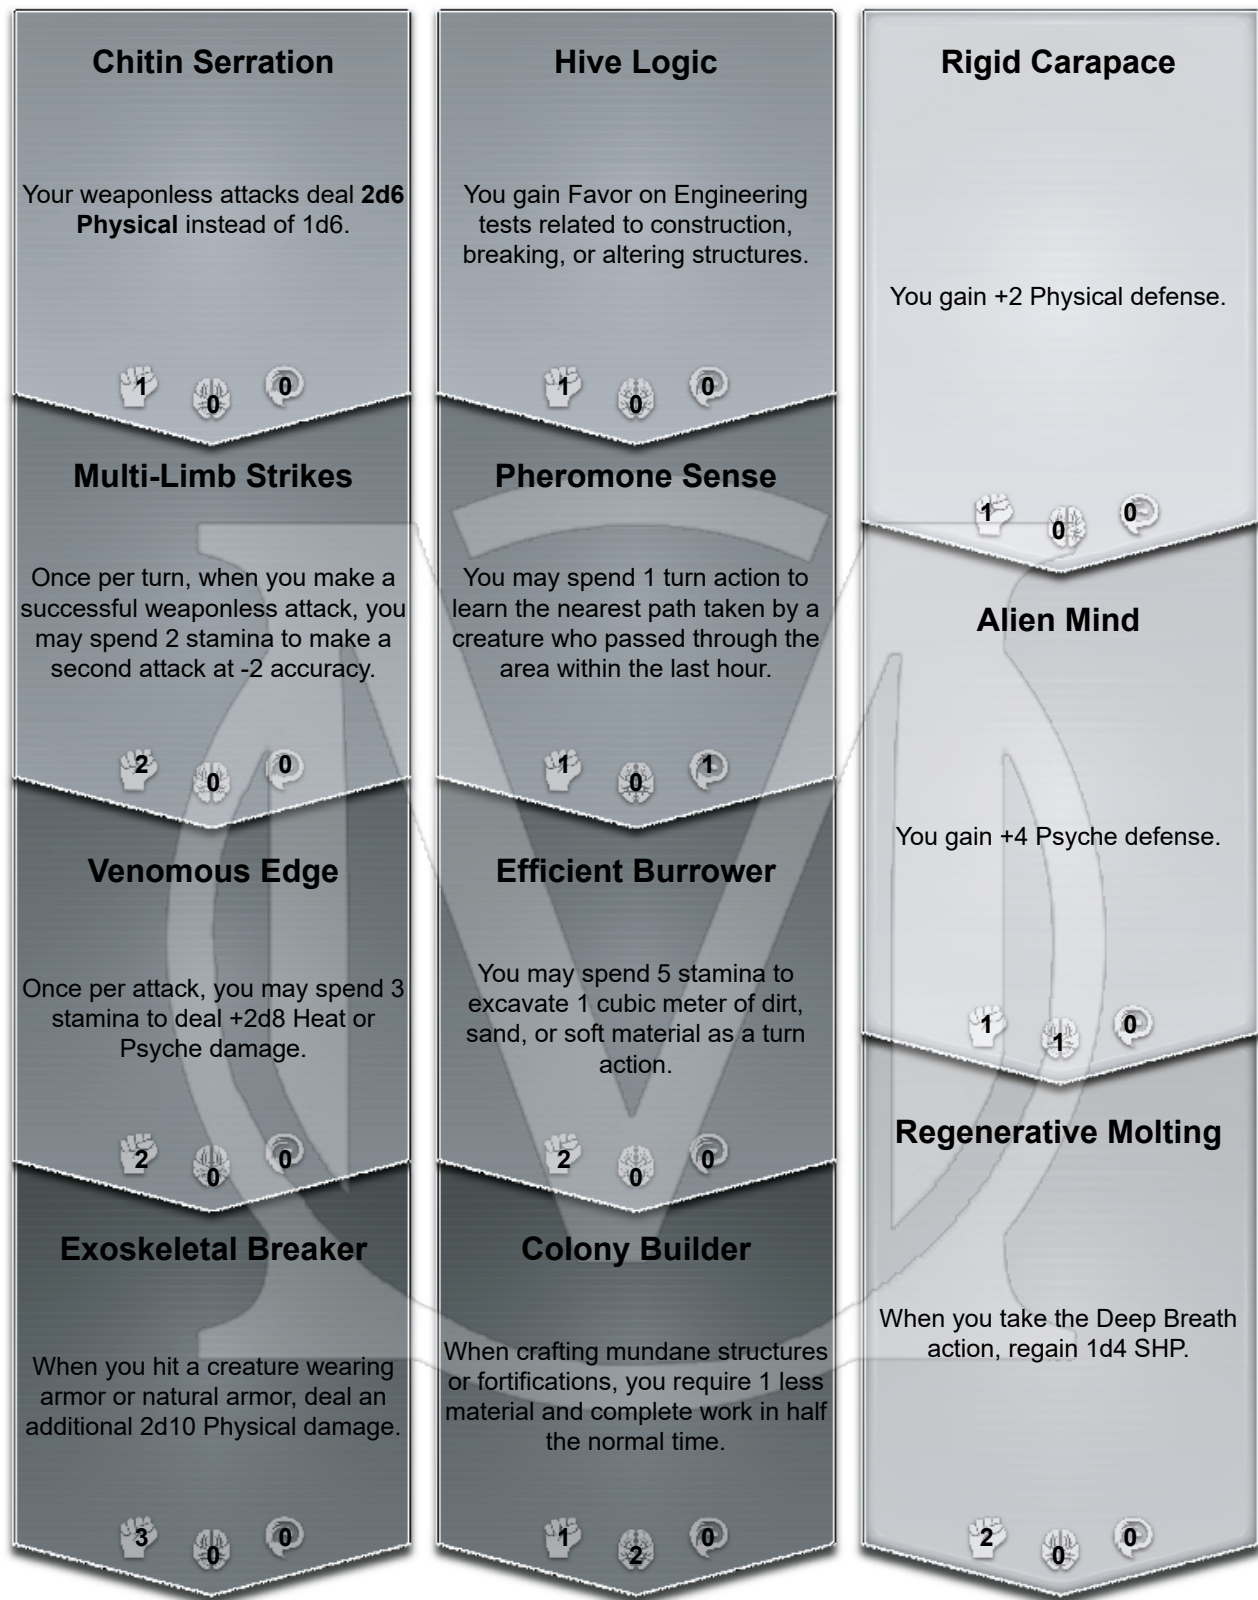 Chitin Serration
Your weaponless attacks deal 2d6
Physical instead of 1d6.
1
0
0
Multi-Limb Strikes
Once per turn, when you make a
successful weaponless attack, you
may spend 2 stamina to make a
second attack at -2 accuracy.
2
0
0
Venomous Edge
Once per attack, you may spend 3
stamina to deal +2d8 Heat or
Psyche damage.
2
0
0
Exoskeletal Breaker
When you hit a creature wearing
armor or natural armor, deal an
additional 2d10 Physical damage.
3
0
0
Hive Logic
You gain Favor on Engineering
tests related to construction,
breaking, or altering structures.
1
0
0
Pheromone Sense
You may spend 1 turn action to
learn the nearest path taken by a
creature who passed through the
area within the last hour.
1
0
1
Efficient Burrower
You may spend 5 stamina to
excavate 1 cubic meter of dirt,
sand, or soft material as a turn
action.
2
0
0
Colony Builder
When crafting mundane structures
or fortifications, you require 1 less
material and complete work in half
the normal time.
1
2
0
Rigid Carapace
You gain +2 Physical defense.
1
0
0
Alien Mind
You gain +4 Psyche defense.
1
1
0
Regenerative Molting
When you take the Deep Breath
action, regain 1d4 SHP.
2
0
0